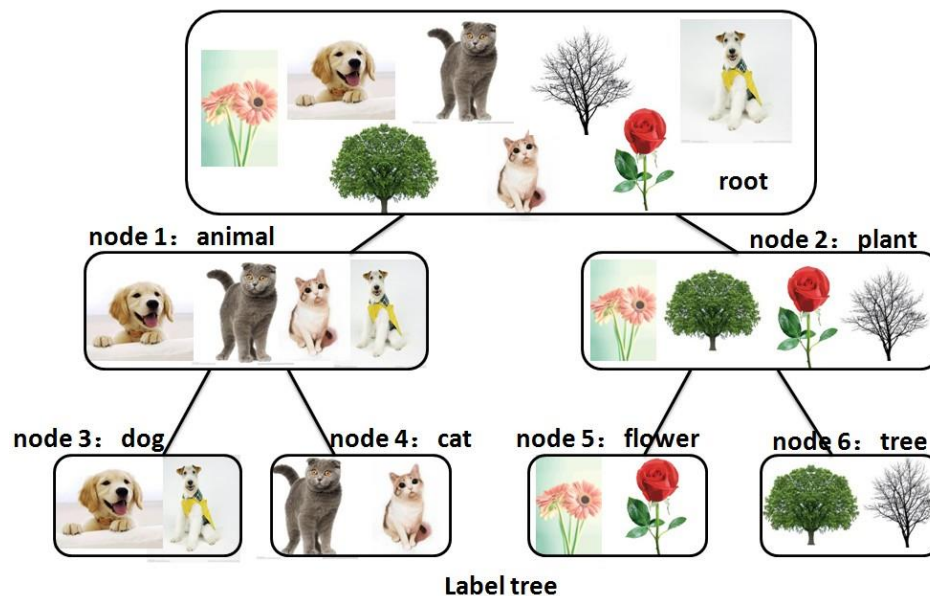 root
node 1： animal
node 2： plant
node 3： dog
node 4： cat
node 5： flower
node 6： tree
Label tree